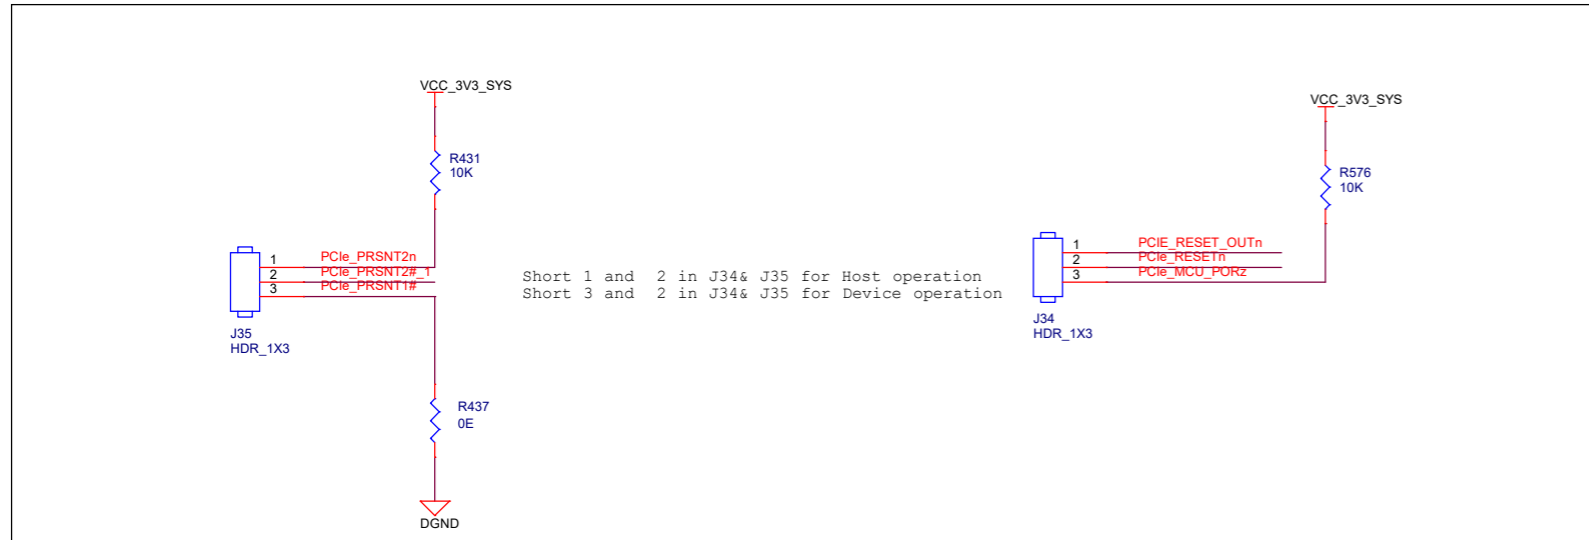 VCC_3V3_SYS
R431
10K
1
PCIe_PRSNT2n
2
PCIe_PRSNT2#_1
3
PCIe_PRSNT1#
J35
HDR_1X3
R437
0E
DGND
Short 1 and  2 in J34& J35 for Host operation
Short 3 and  2 in J34& J35 for Device operation
VCC_3V3_SYS
R576
10K
1
PCIE_RESET_OUTn
2
PCIe_RESETn
3
PCIe_MCU_PORz
J34
HDR_1X3